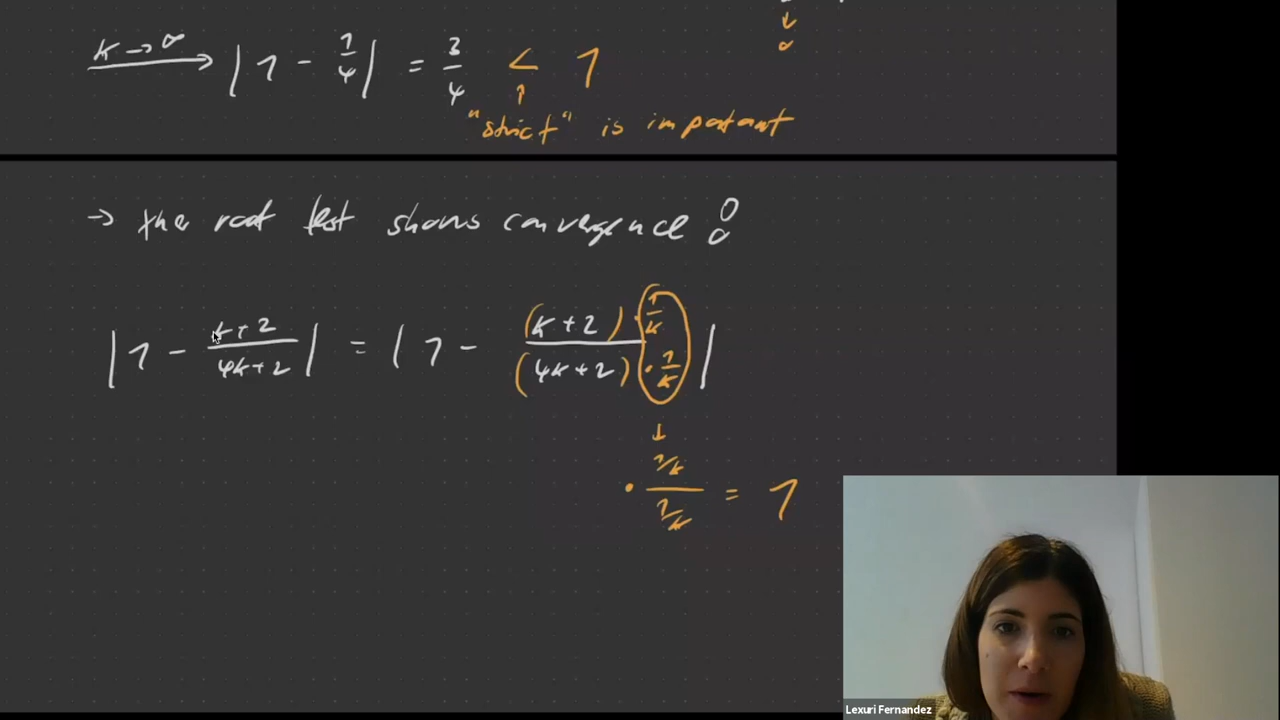 k → ∞ |1 - 1/4| = 3/4 < 1
"strict" is important
→ the root test shows convergence !
|1 - (k+2)/(4k+2)| = |1 - ((k+2) · 1/k)/((4k+2) · 1/k)|
↓
· (1/k)/(1/k) = 1
Lexuri Fernandez